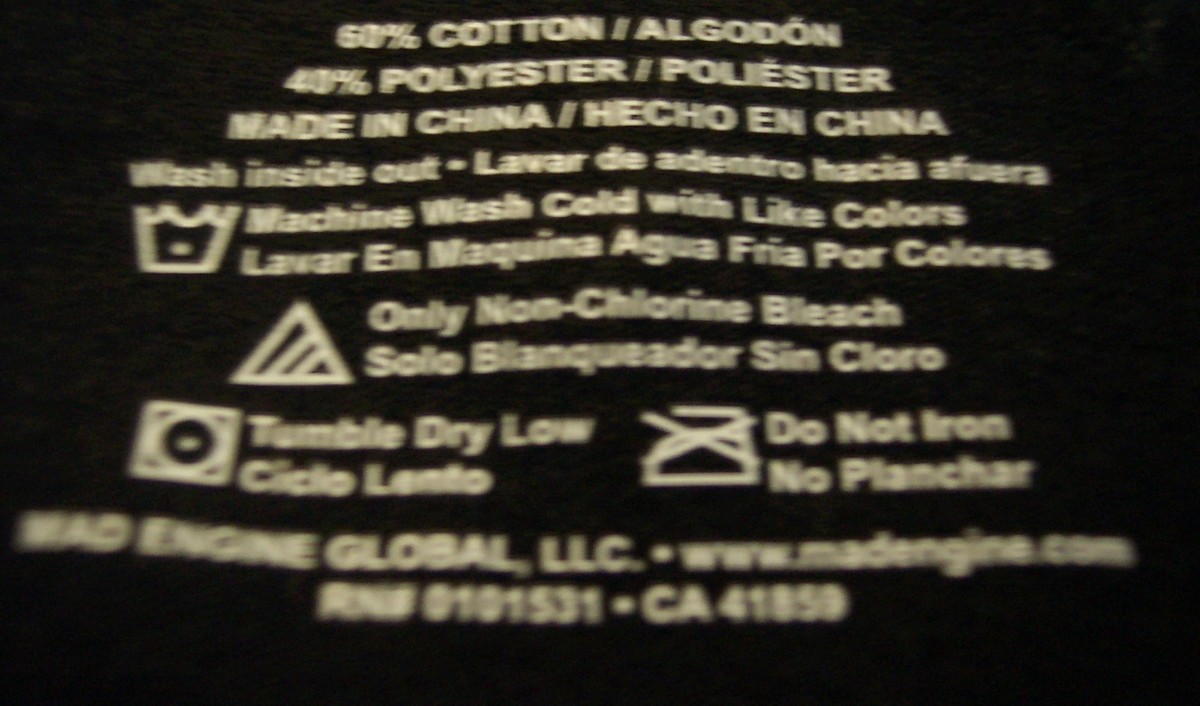 60% COTTON / ALGODÓN
40% POLYESTER / POLIÉSTER
MADE IN CHINA / HECHO EN CHINA
Wash inside out • Lavar de adentro hacia afuera
Machine Wash Cold with Like Colors
Lavar En Maquina Agua Fria Por Colores
Only Non-Chlorine Bleach
Solo Blanqueador Sin Cloro
Tumble Dry Low
Ciclo Lento
Do Not Iron
No Planchar
MAD ENGINE GLOBAL, LLC. • www.madengine.com
RN# 0101531 • CA 41859